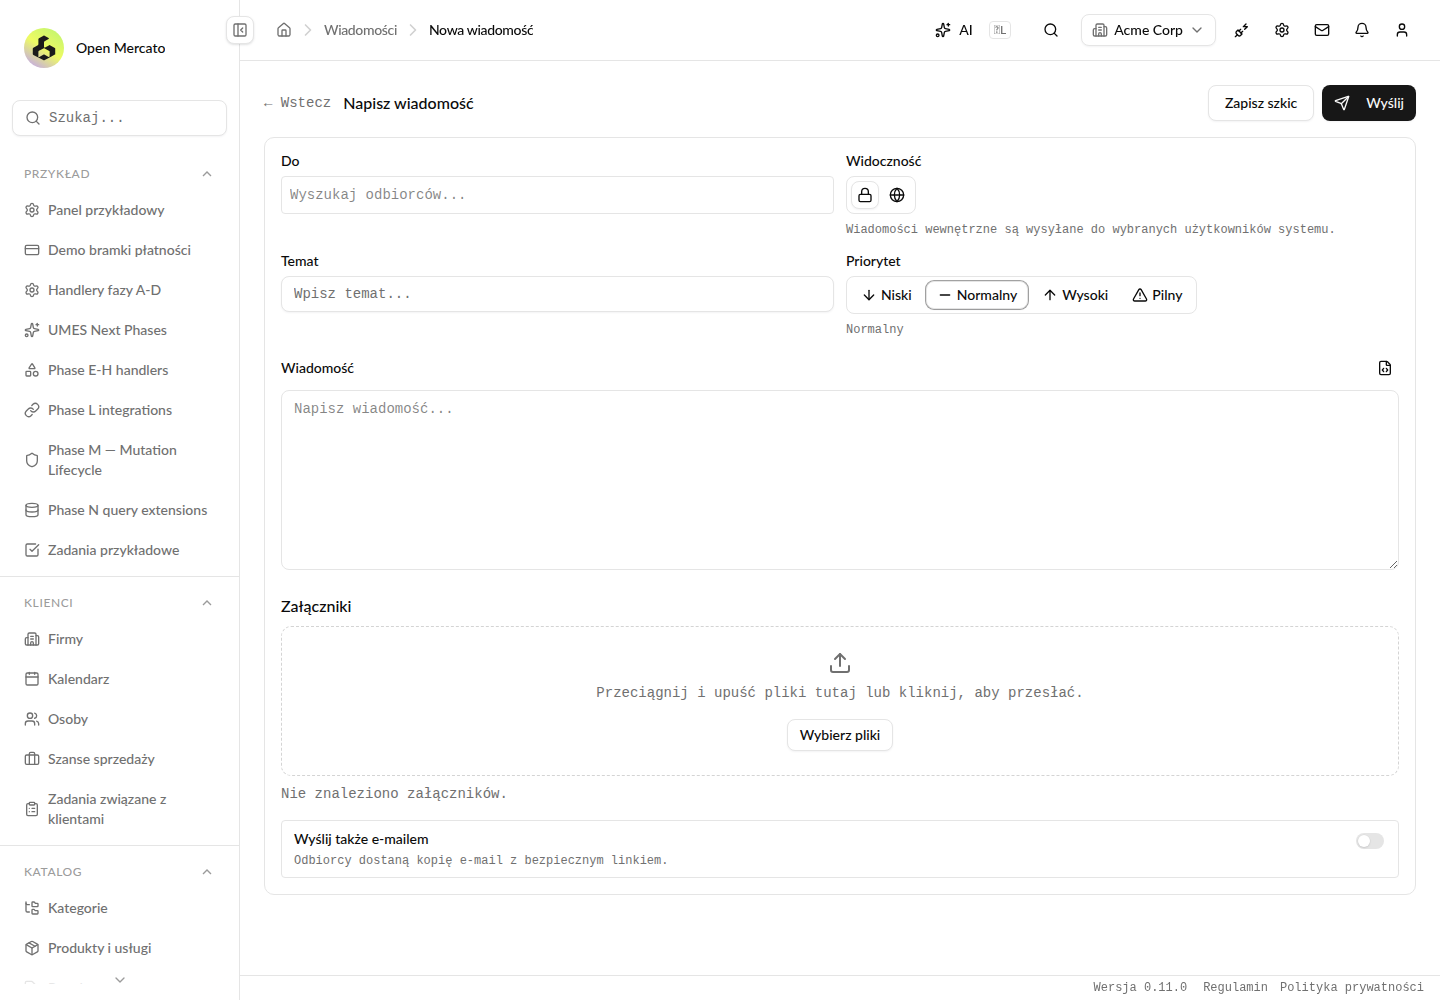 Open Mercato
Szukaj...
PRZYKŁAD
Panel przykładowy
Demo bramki płatności
Handlery fazy A-D
UMES Next Phases
Phase E-H handlers
Phase L integrations
Phase M — Mutation
Lifecycle
Phase N query extensions
Zadania przykładowe
KLIENCI
Firmy
Kalendarz
Osoby
Szanse sprzedaży
Zadania związane z
klientami
KATALOG
Kategorie
Produkty i usługi
Wiadomości
Nowa wiadomość
AI
L
Acme Corp
← Wstecz
Napisz wiadomość
Zapisz szkic
Wyślij
Do
Wyszukaj odbiorców...
Widoczność
Wiadomości wewnętrzne są wysyłane do wybranych użytkowników systemu.
Temat
Wpisz temat...
Priorytet
Niski
Normalny
Wysoki
Pilny
Normalny
Wiadomość
Napisz wiadomość...
Załączniki
Przeciągnij i upuść pliki tutaj lub kliknij, aby przesłać.
Wybierz pliki
Nie znaleziono załączników.
Wyślij także e-mailem
Odbiorcy dostaną kopię e-mail z bezpiecznym linkiem.
Wersja 0.11.0
Regulamin
Polityka prywatności